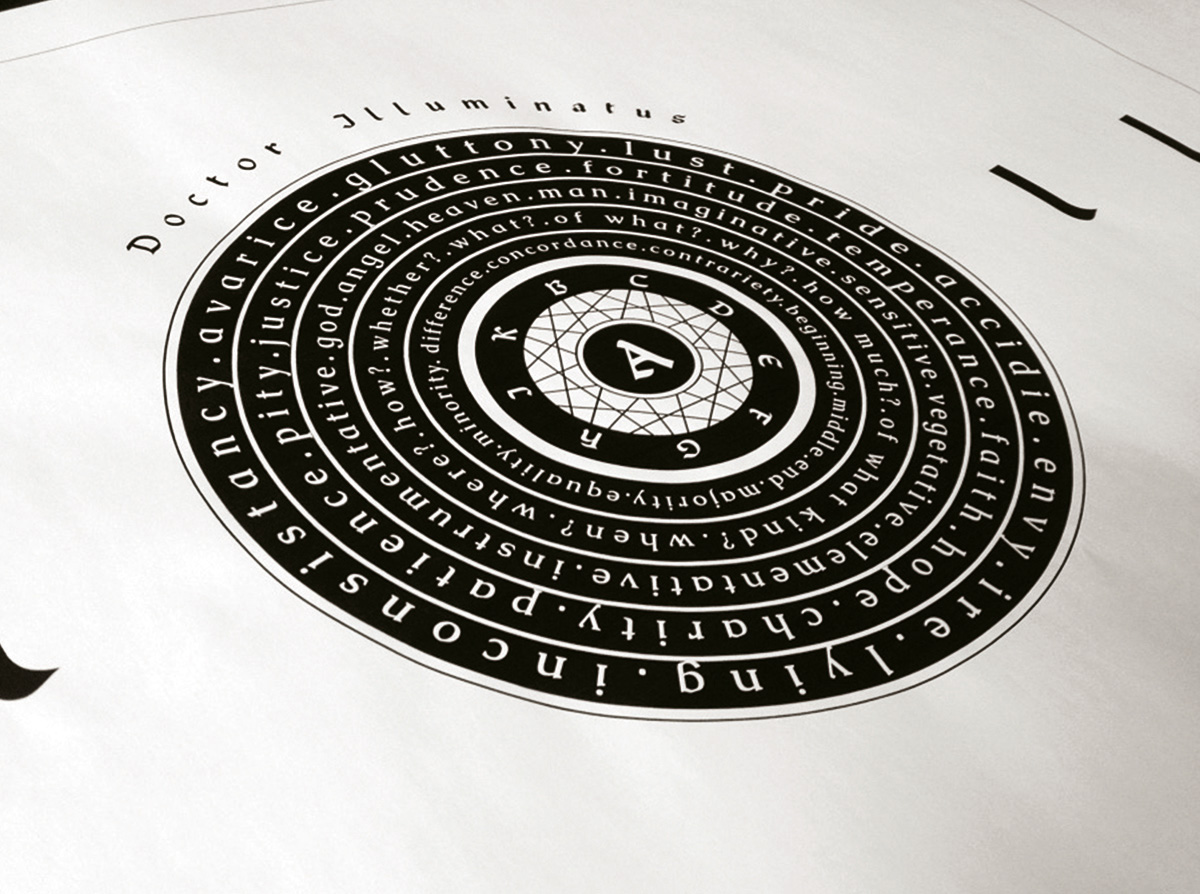 Doctor Illuminatus
avarice.gluttony.lust.pride.accidie.envy.ire.lying.inconsistancy.
justice.prudence.fortitude.temperance.faith.hope.charity.patience.pity.
god.angel.heaven.man.imaginative.sensitive.vegetative.elementative.instrumentative.
whether?.what?.of what?.why?.how much?.of what kind?.when?.where?.how?.
difference.concordance.contrariety.beginning.middle.end.majority.equality.minority.
B C D E F G H I K
A